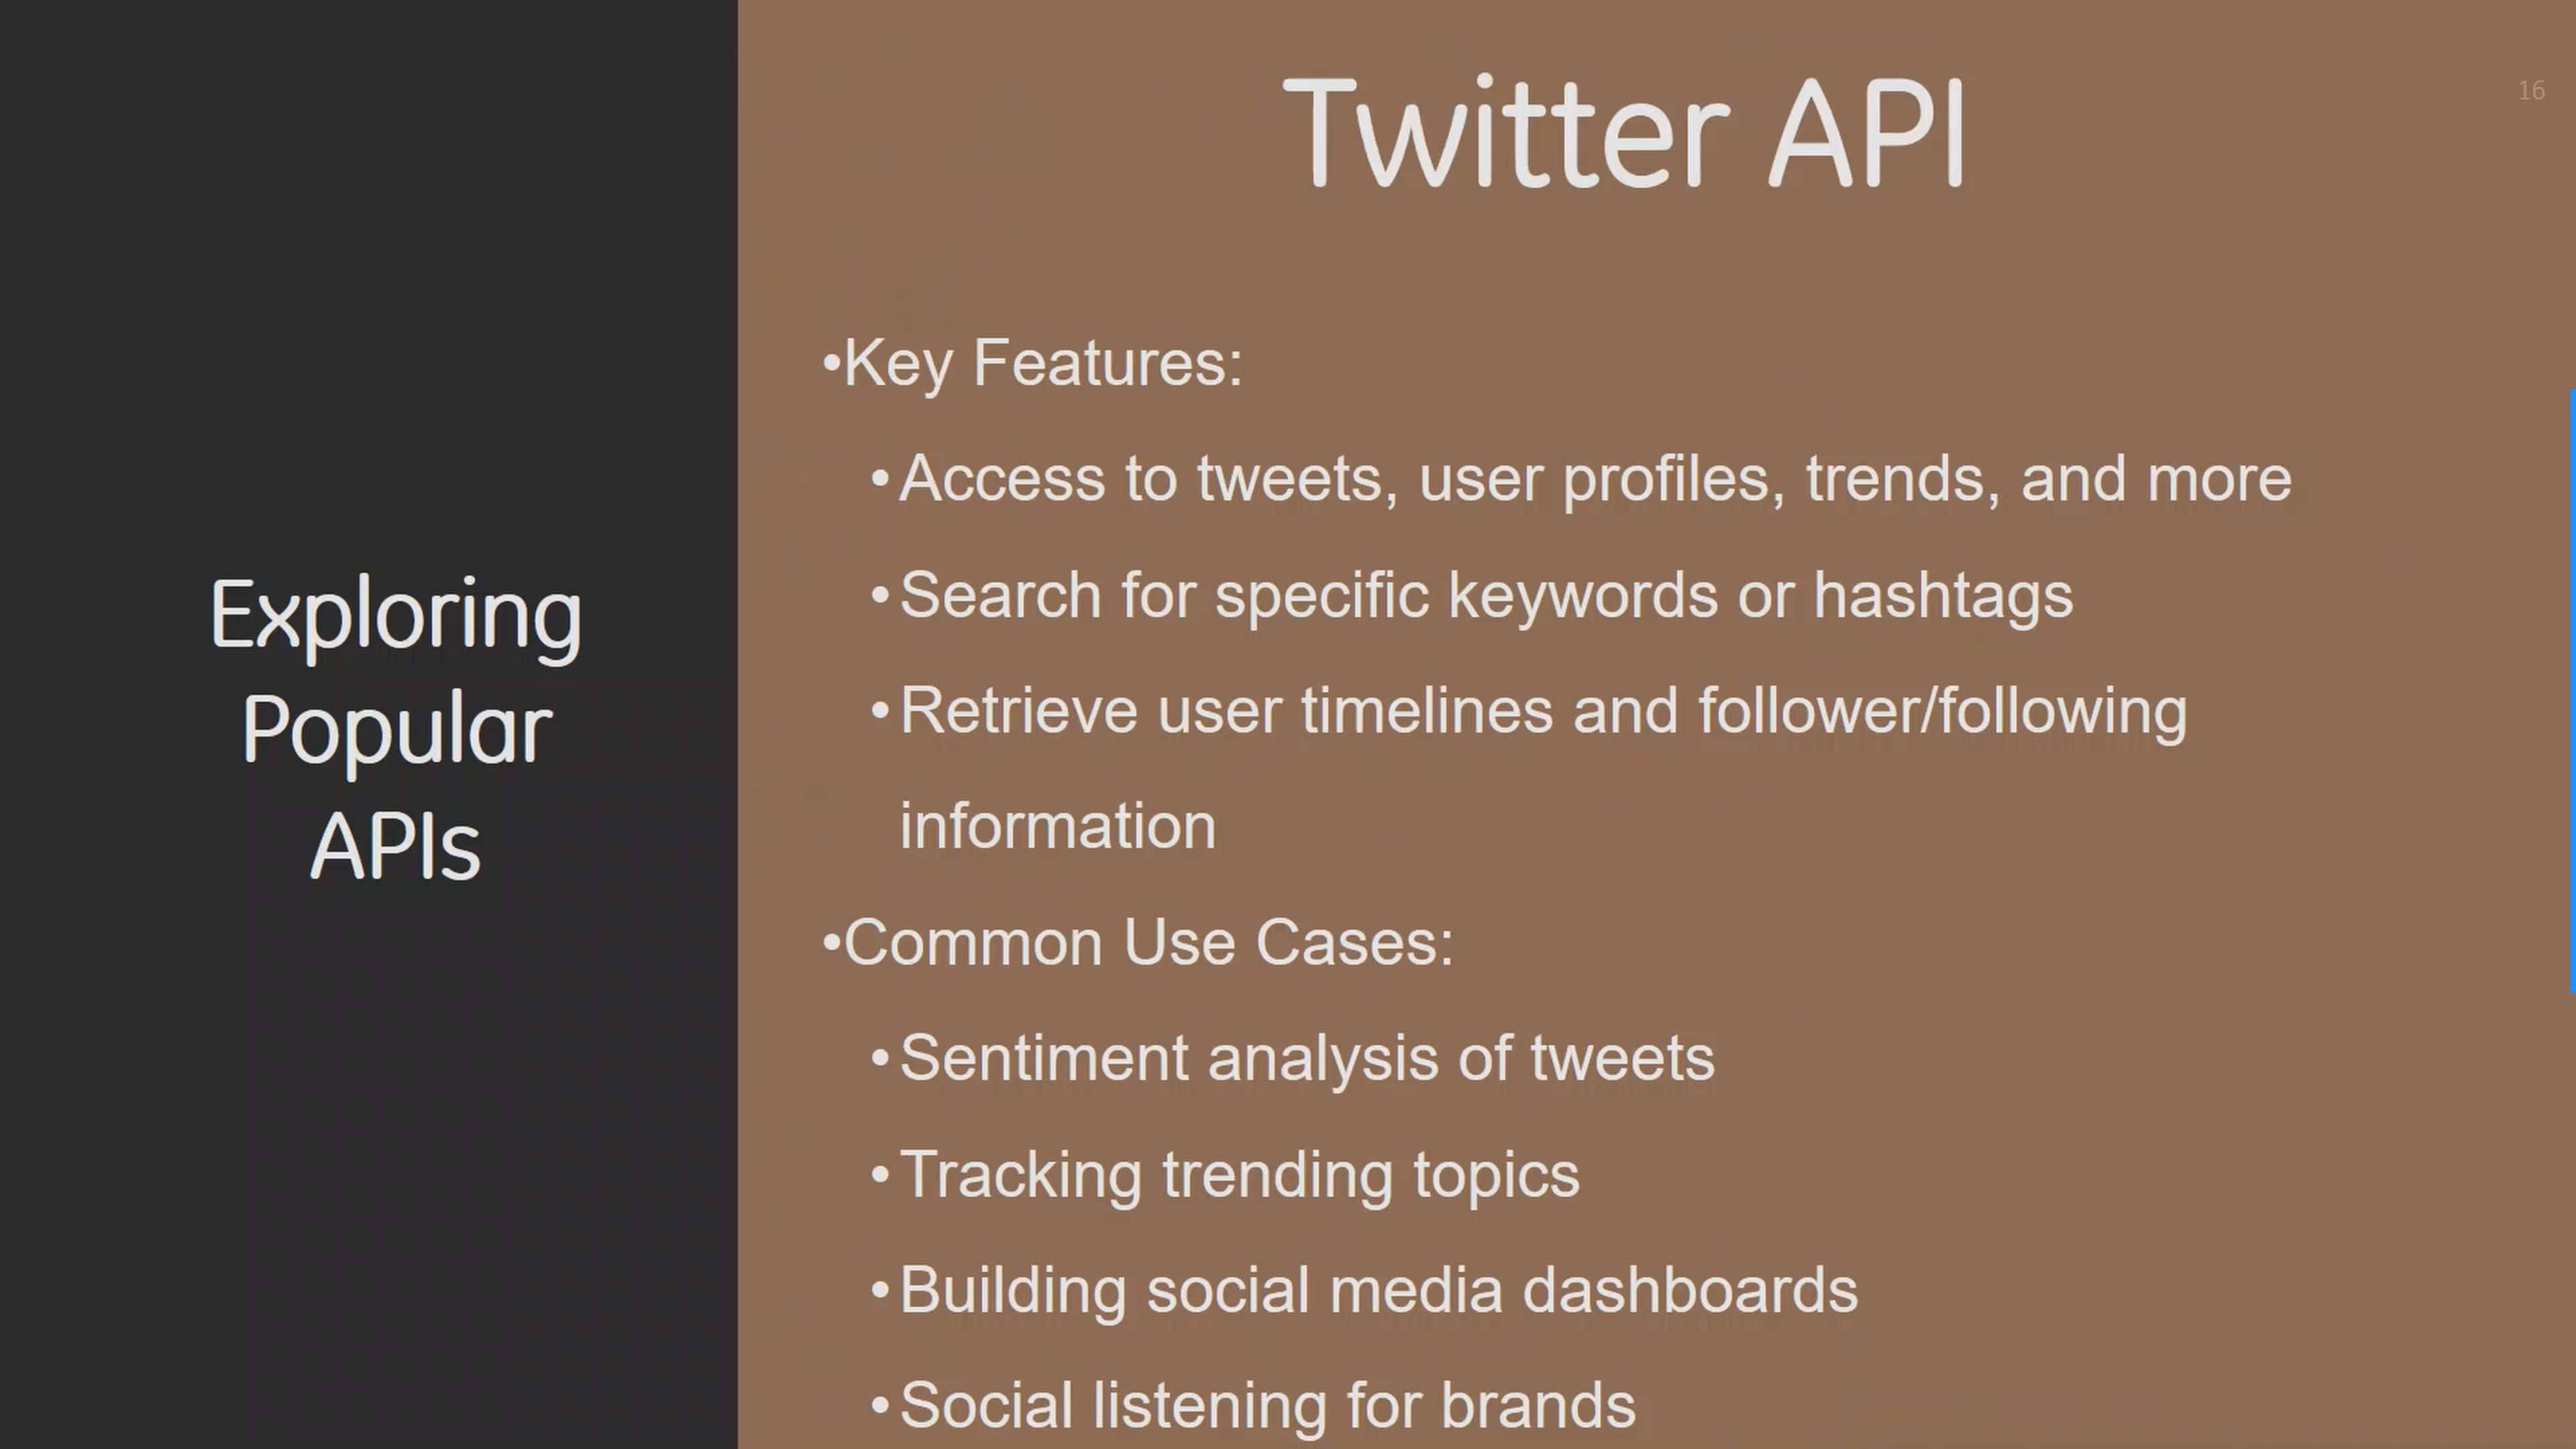 Exploring
Popular
APIs
Twitter API
16
•Key Features:
•Access to tweets, user profiles, trends, and more
•Search for specific keywords or hashtags
•Retrieve user timelines and follower/following
information
•Common Use Cases:
•Sentiment analysis of tweets
•Tracking trending topics
•Building social media dashboards
•Social listening for brands